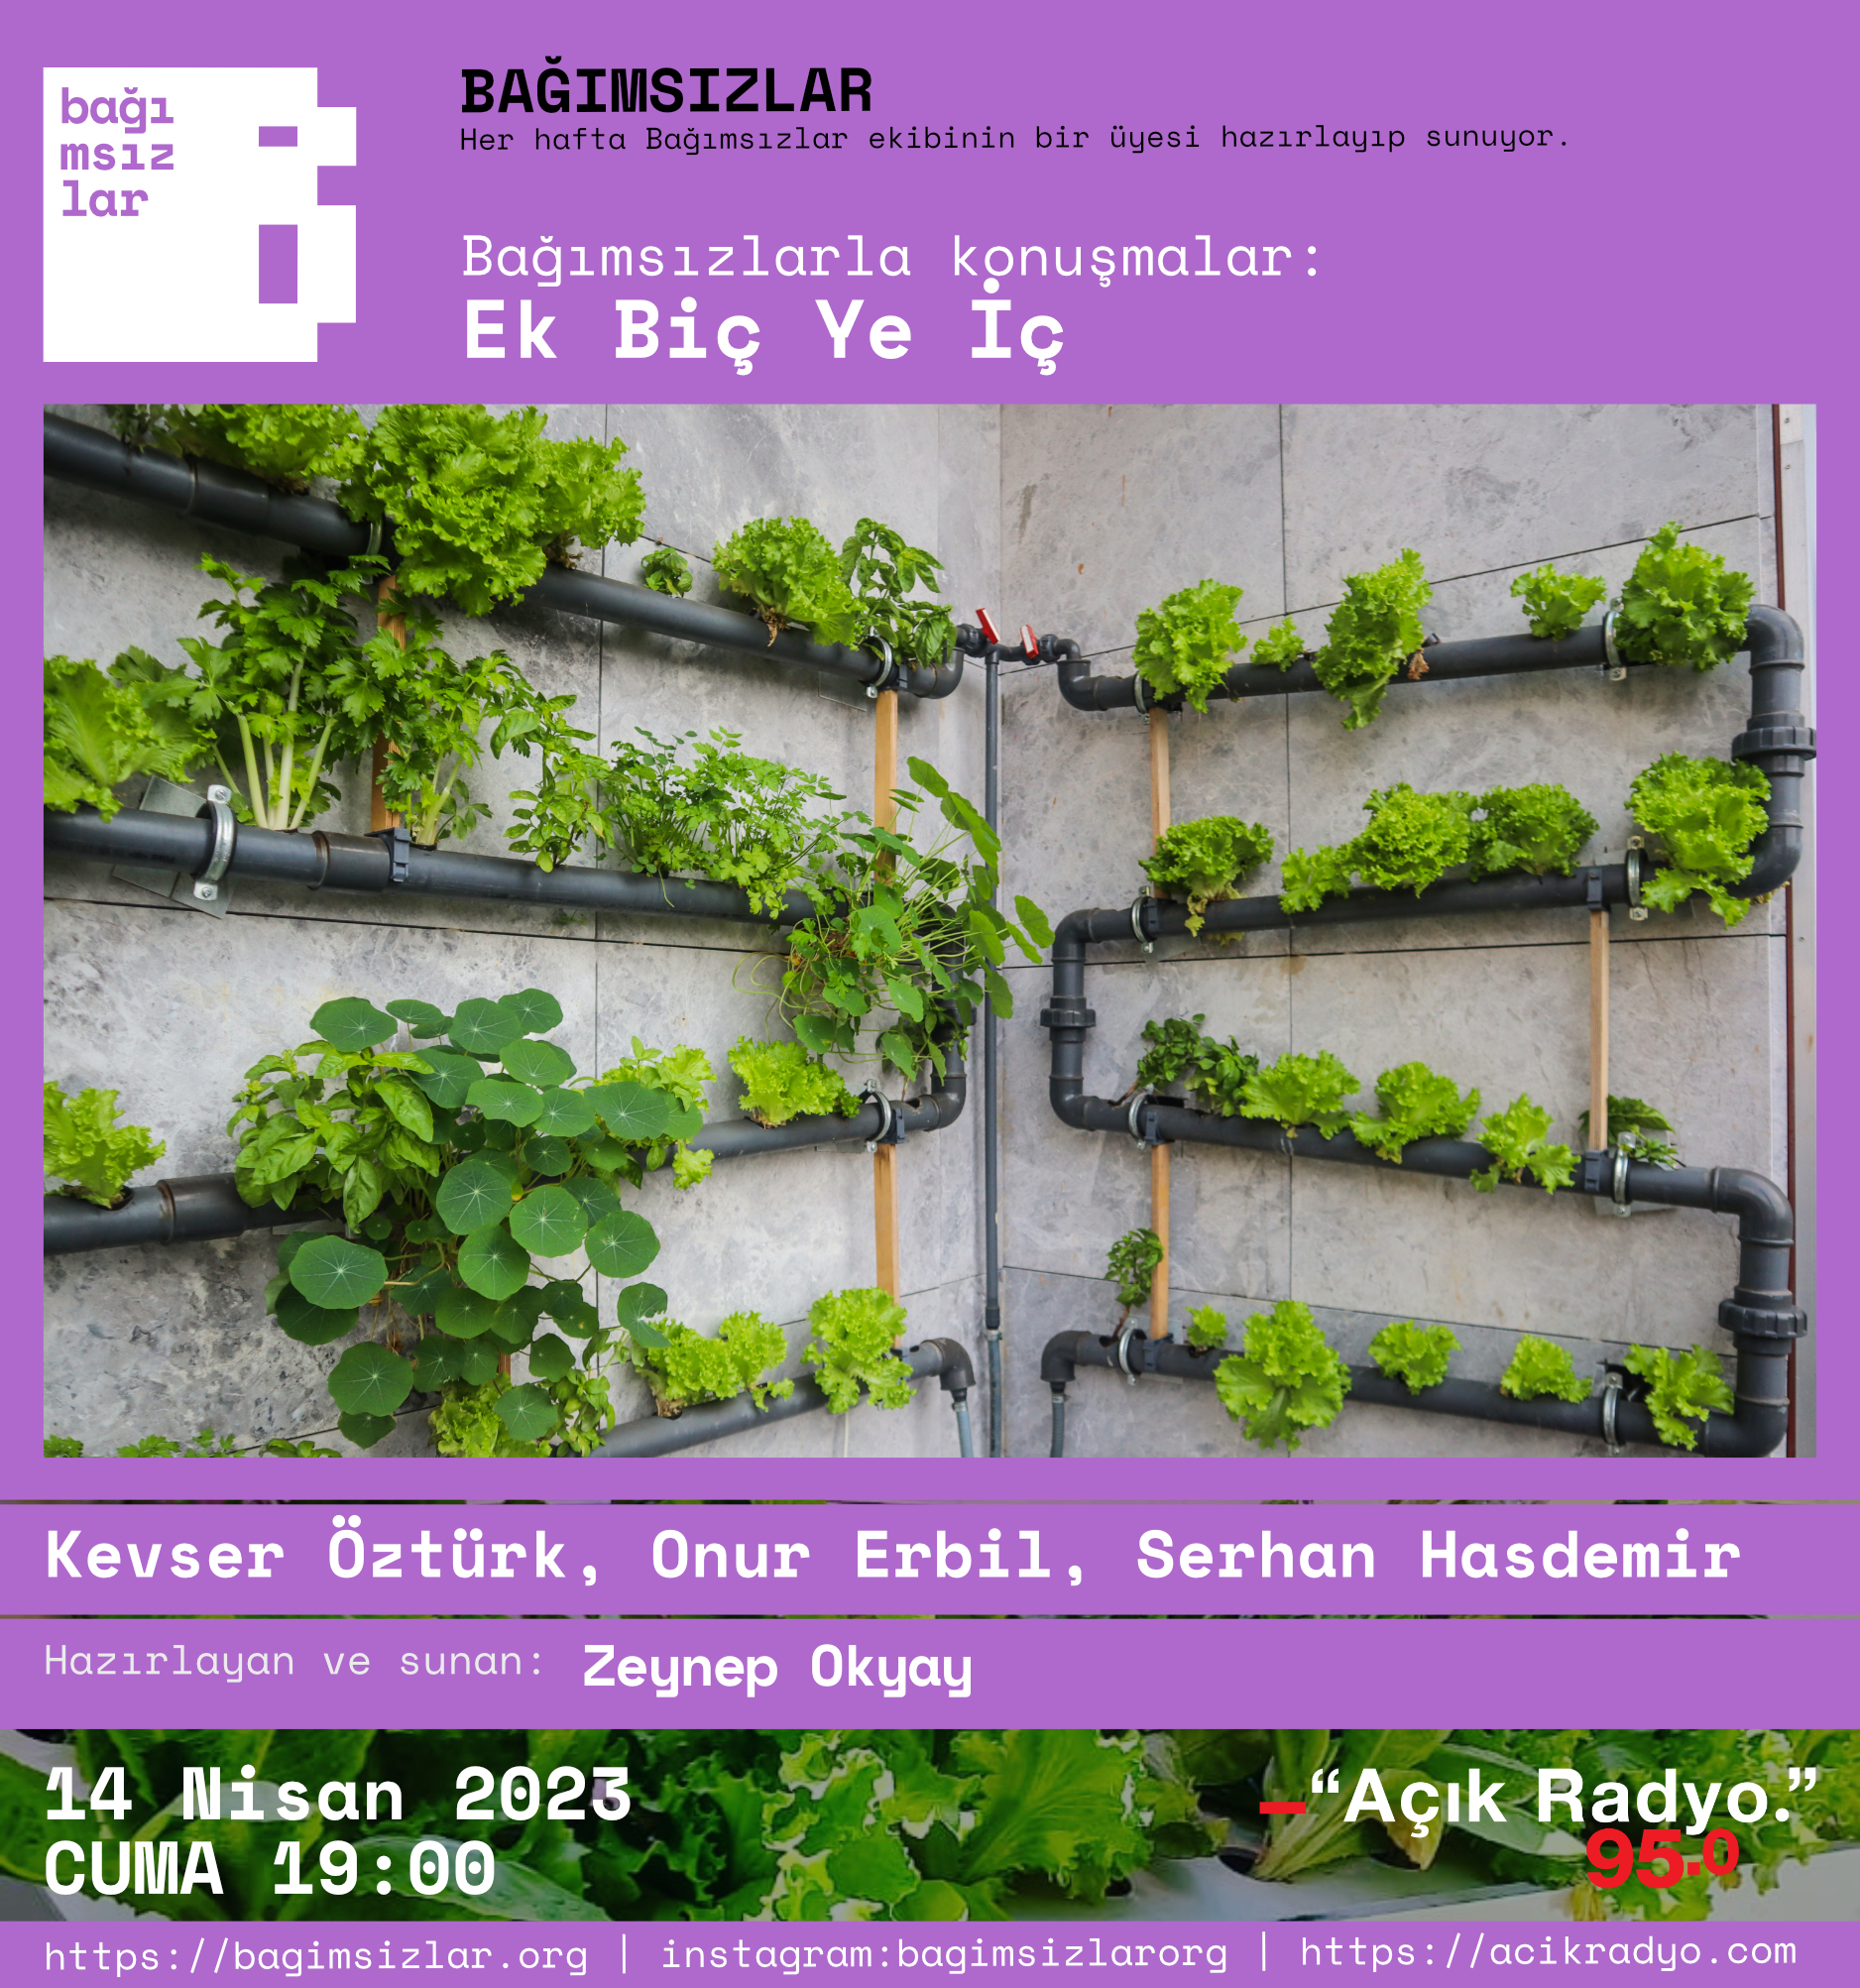 bağı
msız
lar
BAĞIMSIZLAR
Her hafta Bağımsızlar ekibinin bir üyesi hazırlayıp sunuyor.
Bağımsızlarla konuşmalar:
Ek Biç Ye İç
Kevser Öztürk, Onur Erbil, Serhan Hasdemir
Hazırlayan ve sunan: Zeynep Okyay
14 Nisan 2023
CUMA 19:00
“Açık Radyo.”
95.0
https://bagimsizlar.org | instagram:bagimsizlarorg | https://acikradyo.com